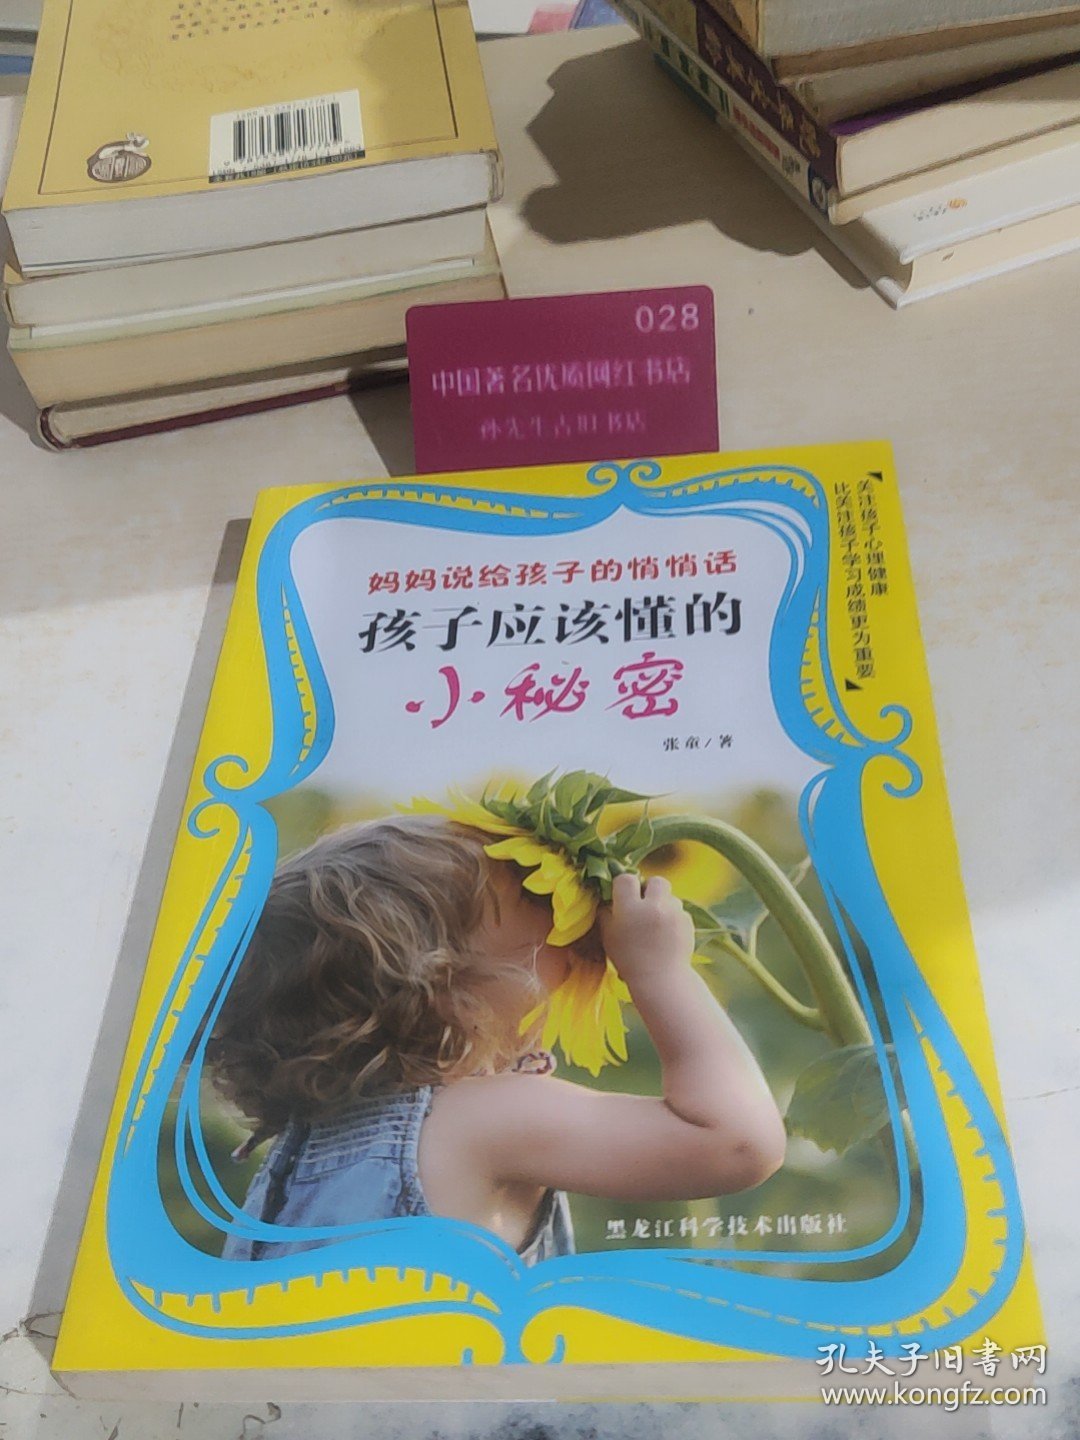 028
中国著名优质网红书店
孙先生古旧书店
关注孩子心理健康
比关注孩子学习成绩更为重要
妈妈说给孩子的悄悄话
孩子应该懂的
小秘密
张童/著
黑龙江科学技术出版社
孔夫子旧書网
www.kongfz.com